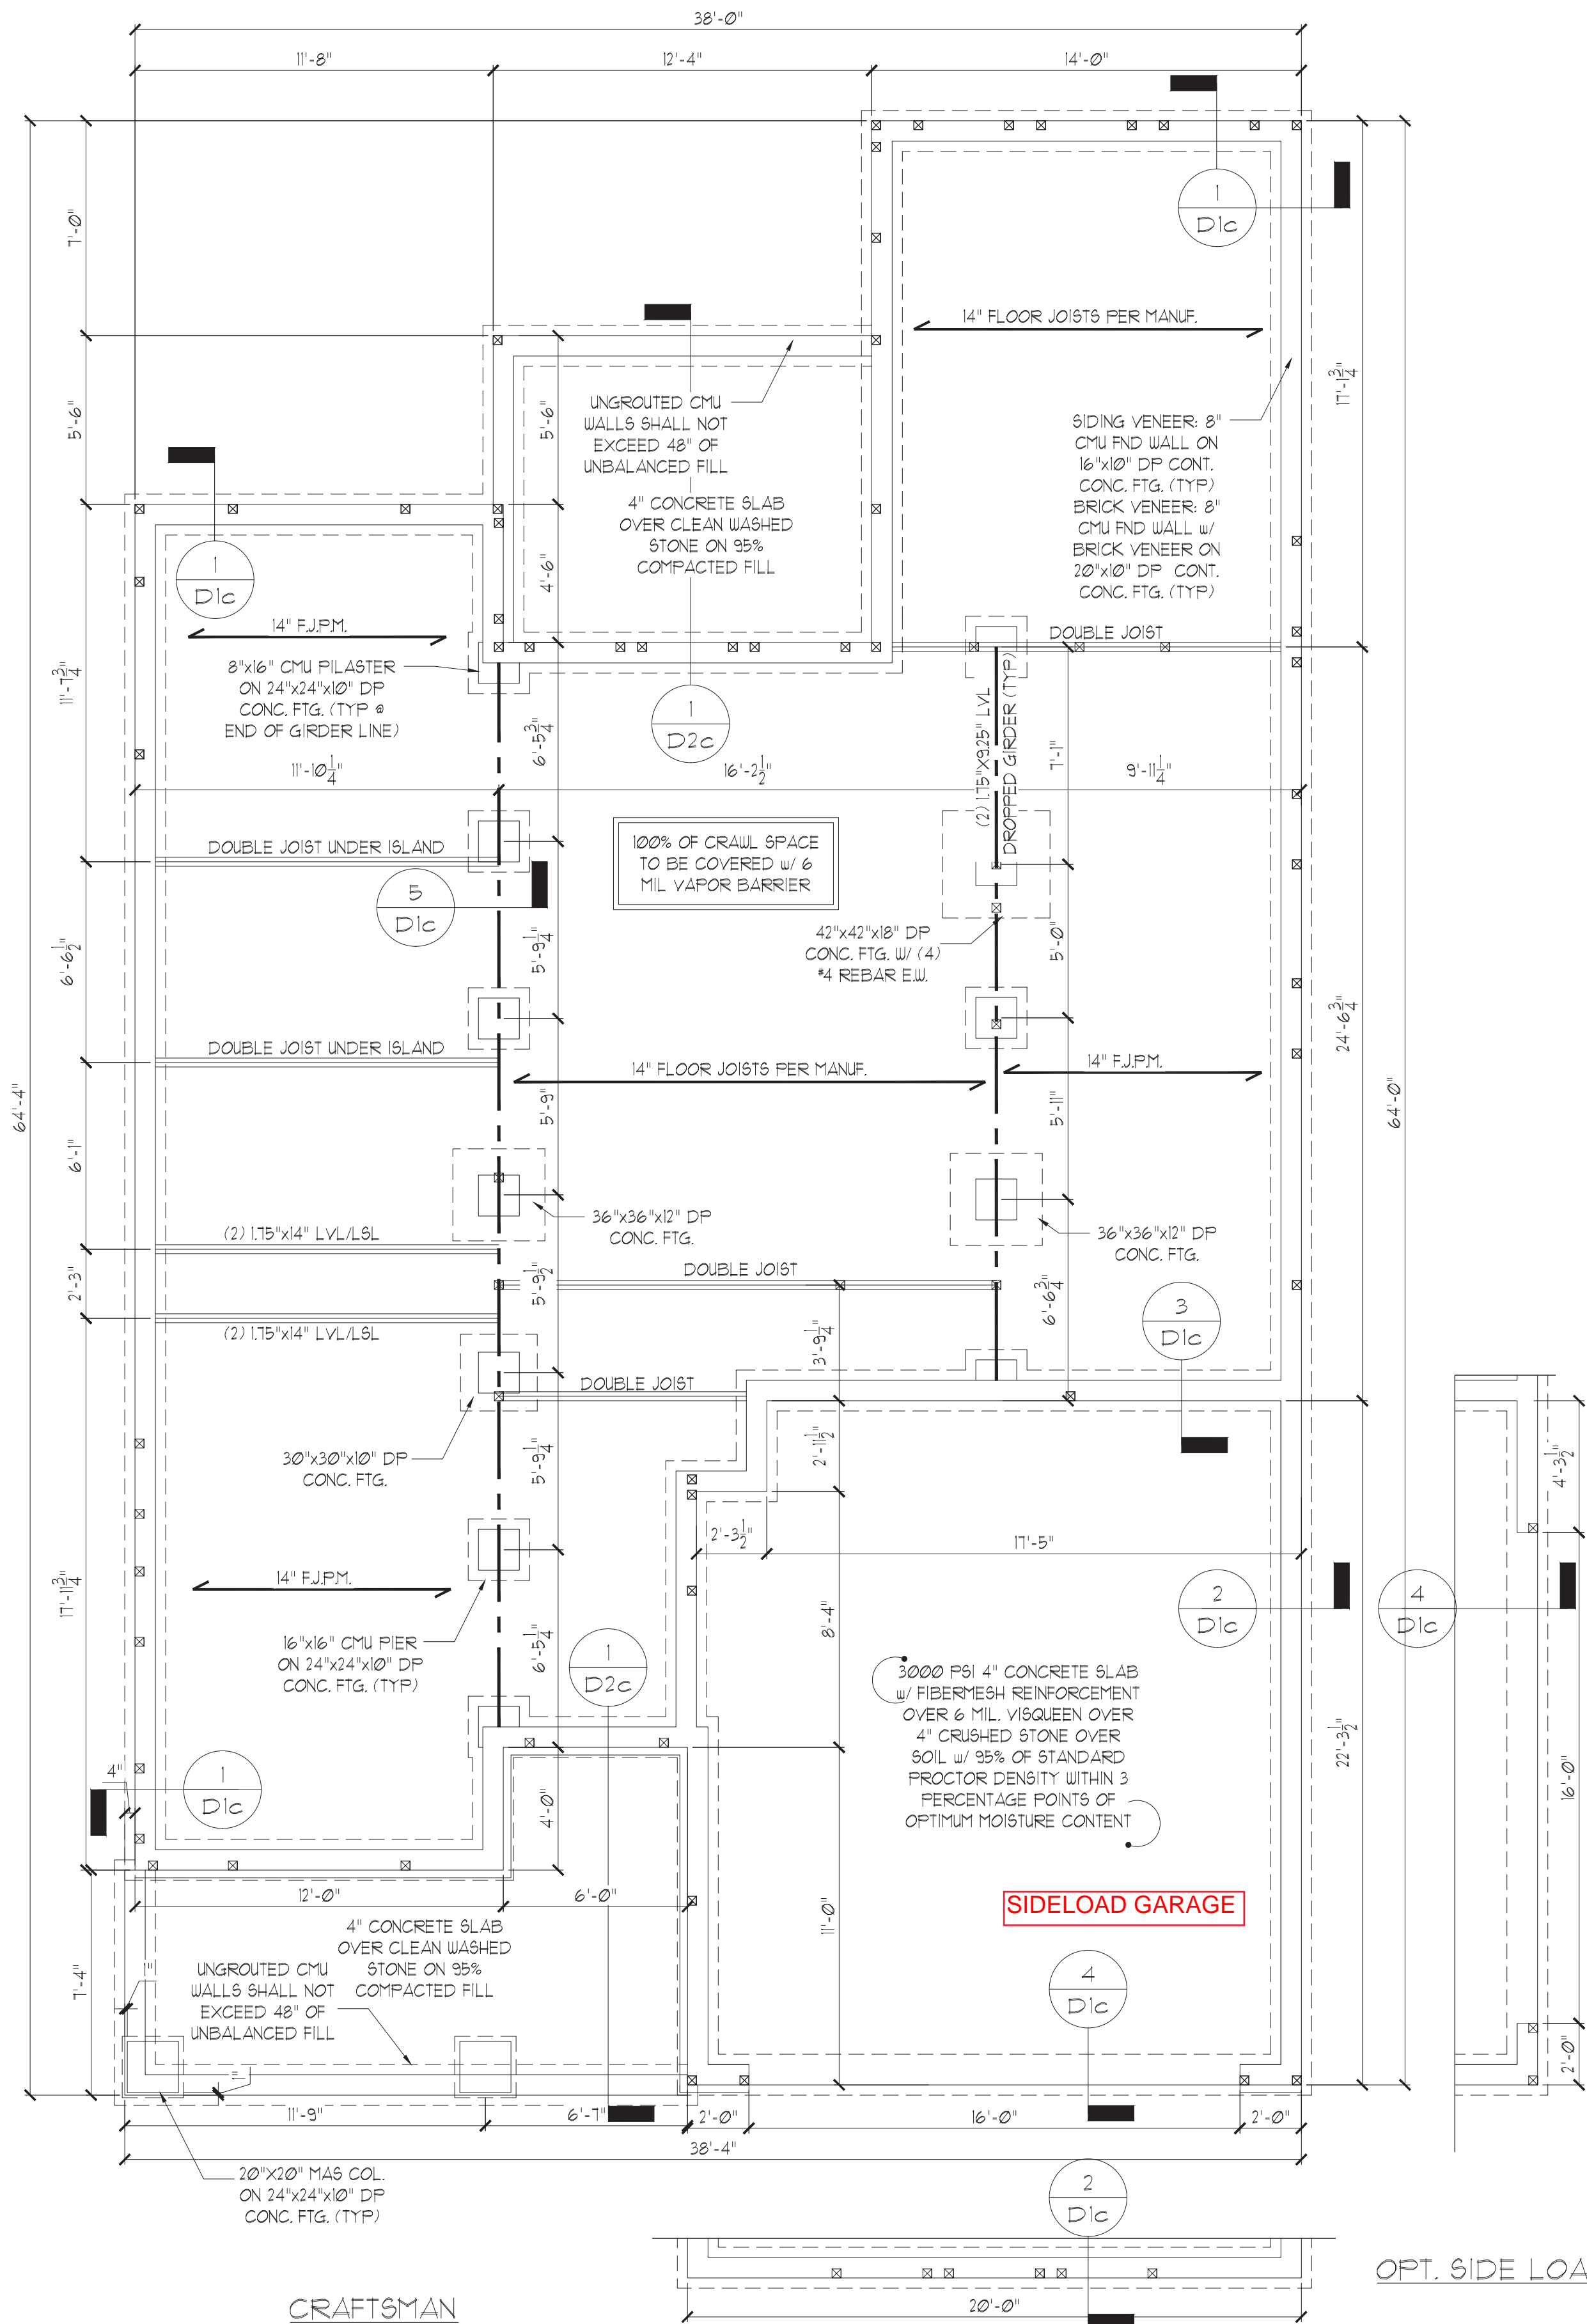 38'-0"
11'-8"
12'-4"
14'-0"
1
D1c
7'-0"
14" FLOOR JOISTS PER MANUF.
17'-1 3/4"
5'-6"
5'-6"
UNGROUTED CMU
WALLS SHALL NOT
EXCEED 48" OF
UNBALANCED FILL
SIDING VENEER: 8"
CMU FND WALL ON
16"x10" DP CONT.
CONC. FTG. (TYP)
BRICK VENEER: 8"
CMU FND WALL w/
BRICK VENEER ON
20"x10" DP CONT.
CONC. FTG. (TYP)
4" CONCRETE SLAB
OVER CLEAN WASHED
STONE ON 95%
COMPACTED FILL
4'-6"
1
D1c
14" F.J.P.M.
DOUBLE JOIST
8"x16" CMU PILASTER
ON 24"x24"x10" DP
CONC. FTG. (TYP @
END OF GIRDER LINE)
11'-7 3/4"
1
D2c
6'-5 3/4"
(2) 1.75"X9.25" LVL
DROPPED GIRDER (TYP)
7'-1"
11'-10 1/4"
16'-2 1/2"
9'-11 1/4"
DOUBLE JOIST UNDER ISLAND
100% OF CRAWL SPACE
TO BE COVERED w/ 6
MIL VAPOR BARRIER
5
D1c
42"x42"x18" DP
CONC. FTG. W/ (4)
#4 REBAR E.W.
6'-6 1/2"
5'-9 1/4"
5'-0"
24'-6 3/4"
DOUBLE JOIST UNDER ISLAND
14" FLOOR JOISTS PER MANUF.
14" F.J.P.M.
64'-4"
64'-0"
5'-9"
5'-11"
6'-1"
36"x36"x12" DP
CONC. FTG.
36"x36"x12" DP
CONC. FTG.
(2) 1.75"x14" LVL/LSL
DOUBLE JOIST
2'-3"
5'-9 1/2"
6'-6 3/4"
3
D1c
(2) 1.75"x14" LVL/LSL
3'-9 1/4"
DOUBLE JOIST
30"x30"x10" DP
CONC. FTG.
5'-9 1/4"
2'-11 1/2"
4'-3 1/2"
2'-3 1/2"
17'-5"
14" F.J.P.M.
17'-11 3/4"
2
D1c
4
D1c
8'-4"
16"x16" CMU PIER
ON 24"x24"x10" DP
CONC. FTG. (TYP)
6'-5 1/4"
1
D2c
3000 PSI 4" CONCRETE SLAB
w/ FIBERMESH REINFORCEMENT
OVER 6 MIL. VISQUEEN OVER
4" CRUSHED STONE OVER
SOIL w/ 95% OF STANDARD
PROCTOR DENSITY WITHIN 3
PERCENTAGE POINTS OF
OPTIMUM MOISTURE CONTENT
22'-3 1/2"
16'-0"
4"
1
D1c
4'-0"
12'-0"
6'-0"
11'-0"
SIDELOAD GARAGE
4" CONCRETE SLAB
OVER CLEAN WASHED
STONE ON 95%
COMPACTED FILL
UNGROUTED CMU
WALLS SHALL NOT
EXCEED 48" OF
UNBALANCED FILL
7'-4"
1"
1"
4
D1c
2'-0"
11'-9"
6'-7"
2'-0"
16'-0"
2'-0"
38'-4"
20"X20" MAS COL.
ON 24"x24"x10" DP
CONC. FTG. (TYP)
2
D1c
OPT. SIDE LOA
CRAFTSMAN
20'-0"